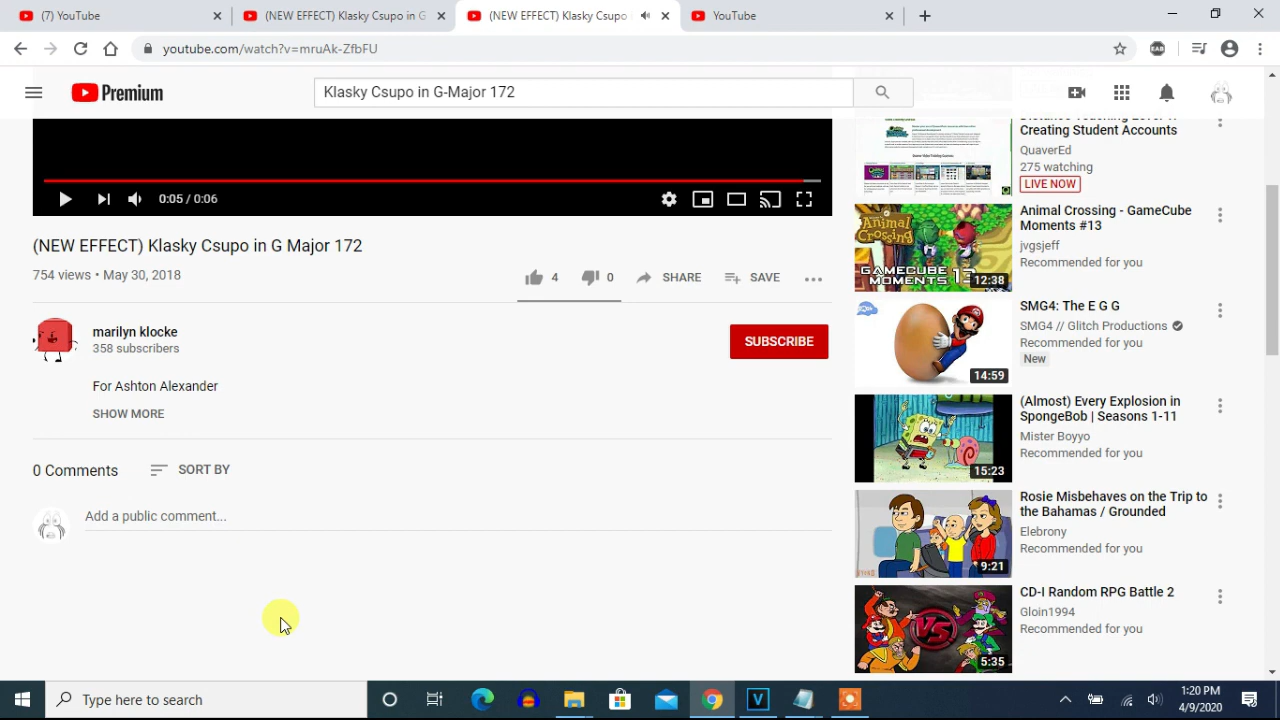 (7) YouTube
(NEW EFFECT) Klasky Csupo in G
(NEW EFFECT) Klasky Csupo
YouTube
youtube.com/watch?v=mruAk-ZfbFU
Premium
Klasky Csupo in G-Major 172
0:05 / 0:05
(NEW EFFECT) Klasky Csupo in G Major 172
754 views • May 30, 2018
4
0
SHARE
SAVE
marilyn klocke
358 subscribers
SUBSCRIBE
For Ashton Alexander
SHOW MORE
0 Comments
SORT BY
Add a public comment...
Creating Student Accounts
QuaverEd
275 watching
LIVE NOW
Animal Crossing
GAMECUBE
MOMENTS 13
12:38
Animal Crossing - GameCube
Moments #13
jvgsjeff
Recommended for you
14:59
SMG4: The E G G
SMG4 // Glitch Productions
Recommended for you
New
15:23
(Almost) Every Explosion in
SpongeBob | Seasons 1-11
Mister Boyyo
Recommended for you
9:21
Rosie Misbehaves on the Trip to
the Bahamas / Grounded
Elebrony
Recommended for you
VS
5:35
CD-I Random RPG Battle 2
Gloin1994
Recommended for you
Type here to search
1:20 PM
4/9/2020